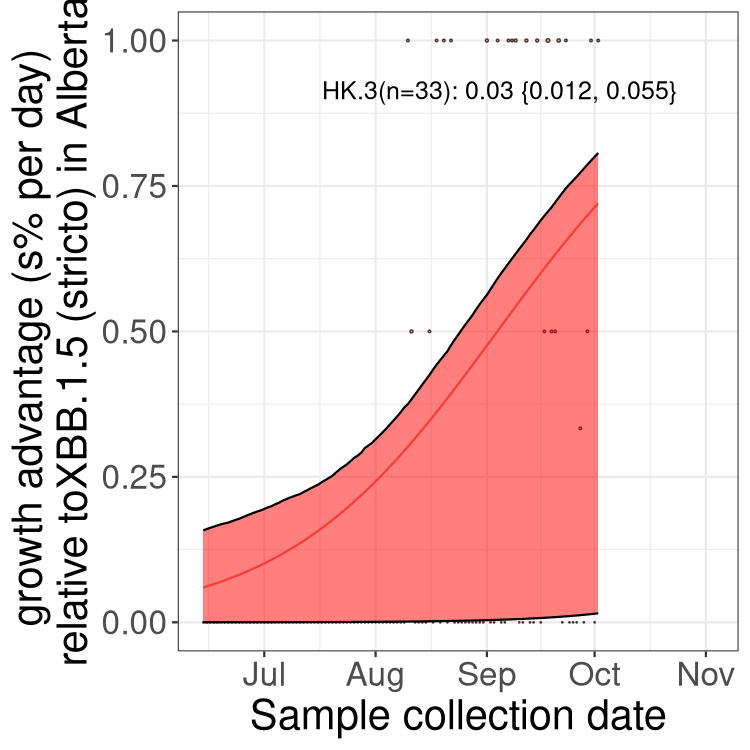 growth advantage (s% per day)
relative toXBB.1.5 (stricto) in Alberta
1.00
0.75
0.50
0.25
0.00
HK.3(n=33): 0.03 {0.012, 0.055}
Jul Aug Sep Oct Nov
Sample collection date